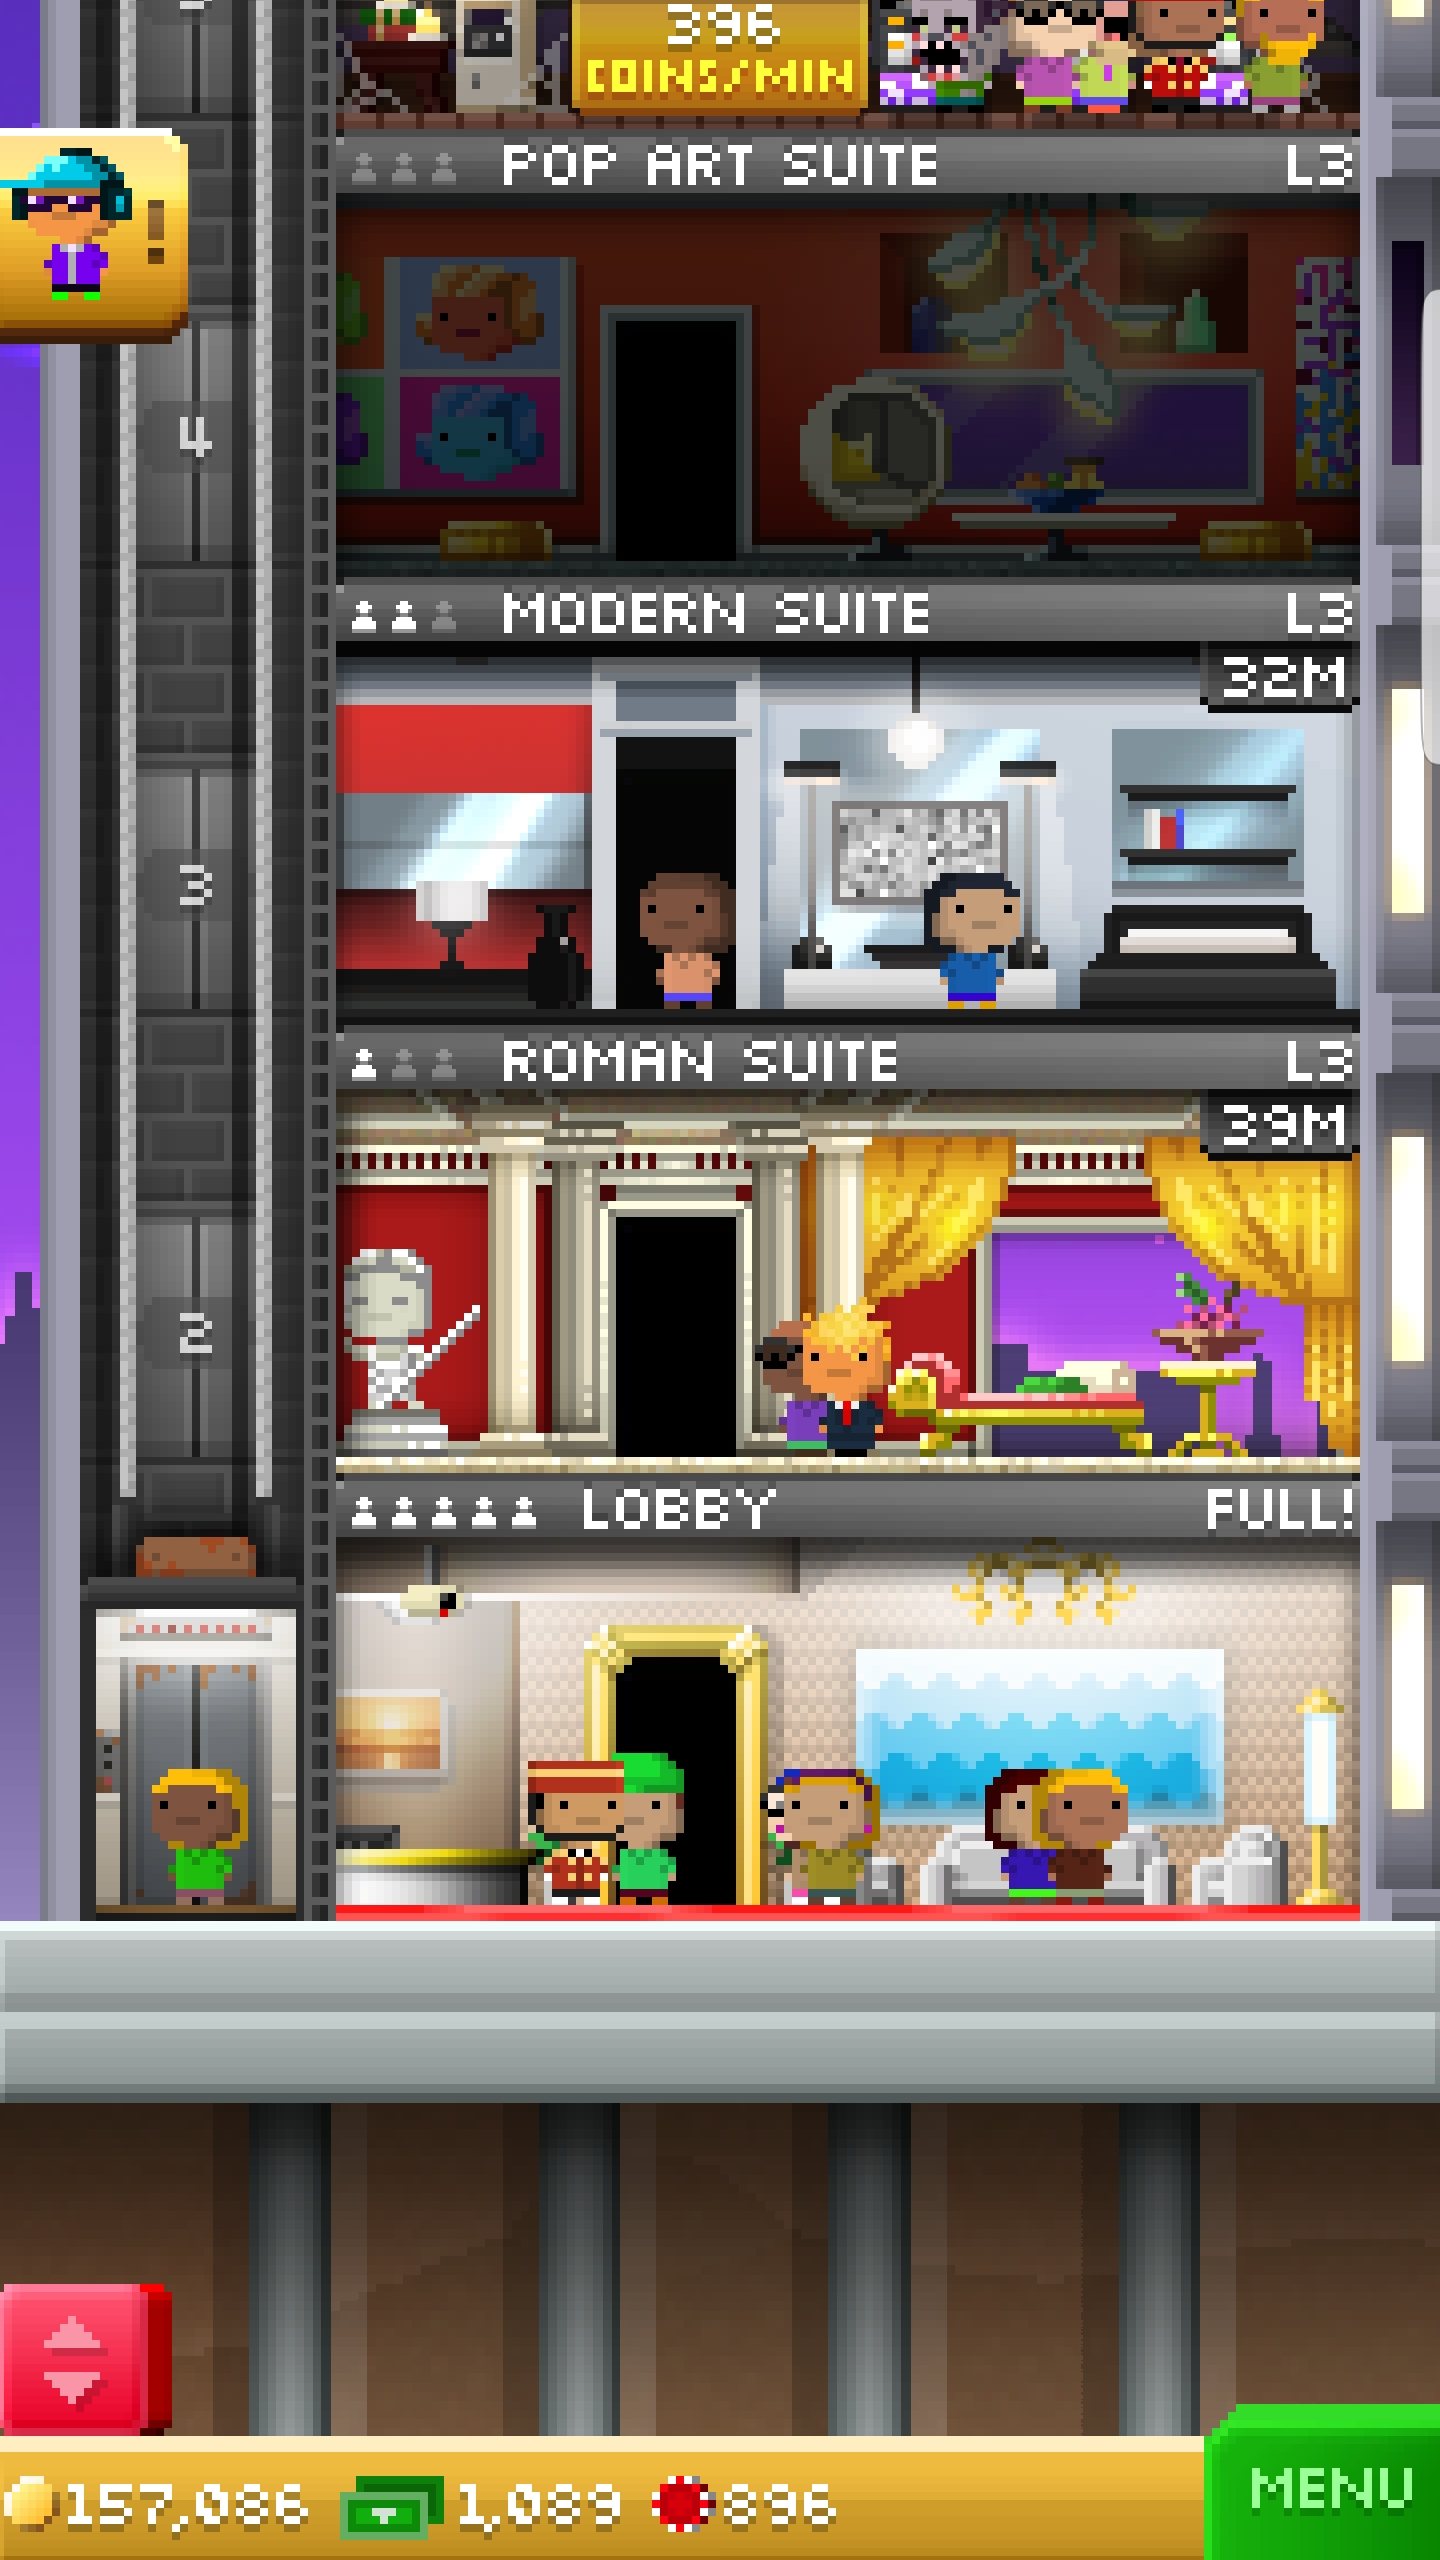 396
COINS/MIN
POP ART SUITE L3
!
4
MODERN SUITE L3
32M
3
ROMAN SUITE L3
39M
2
LOBBY FULL!
157,086 1,089 896
MENU